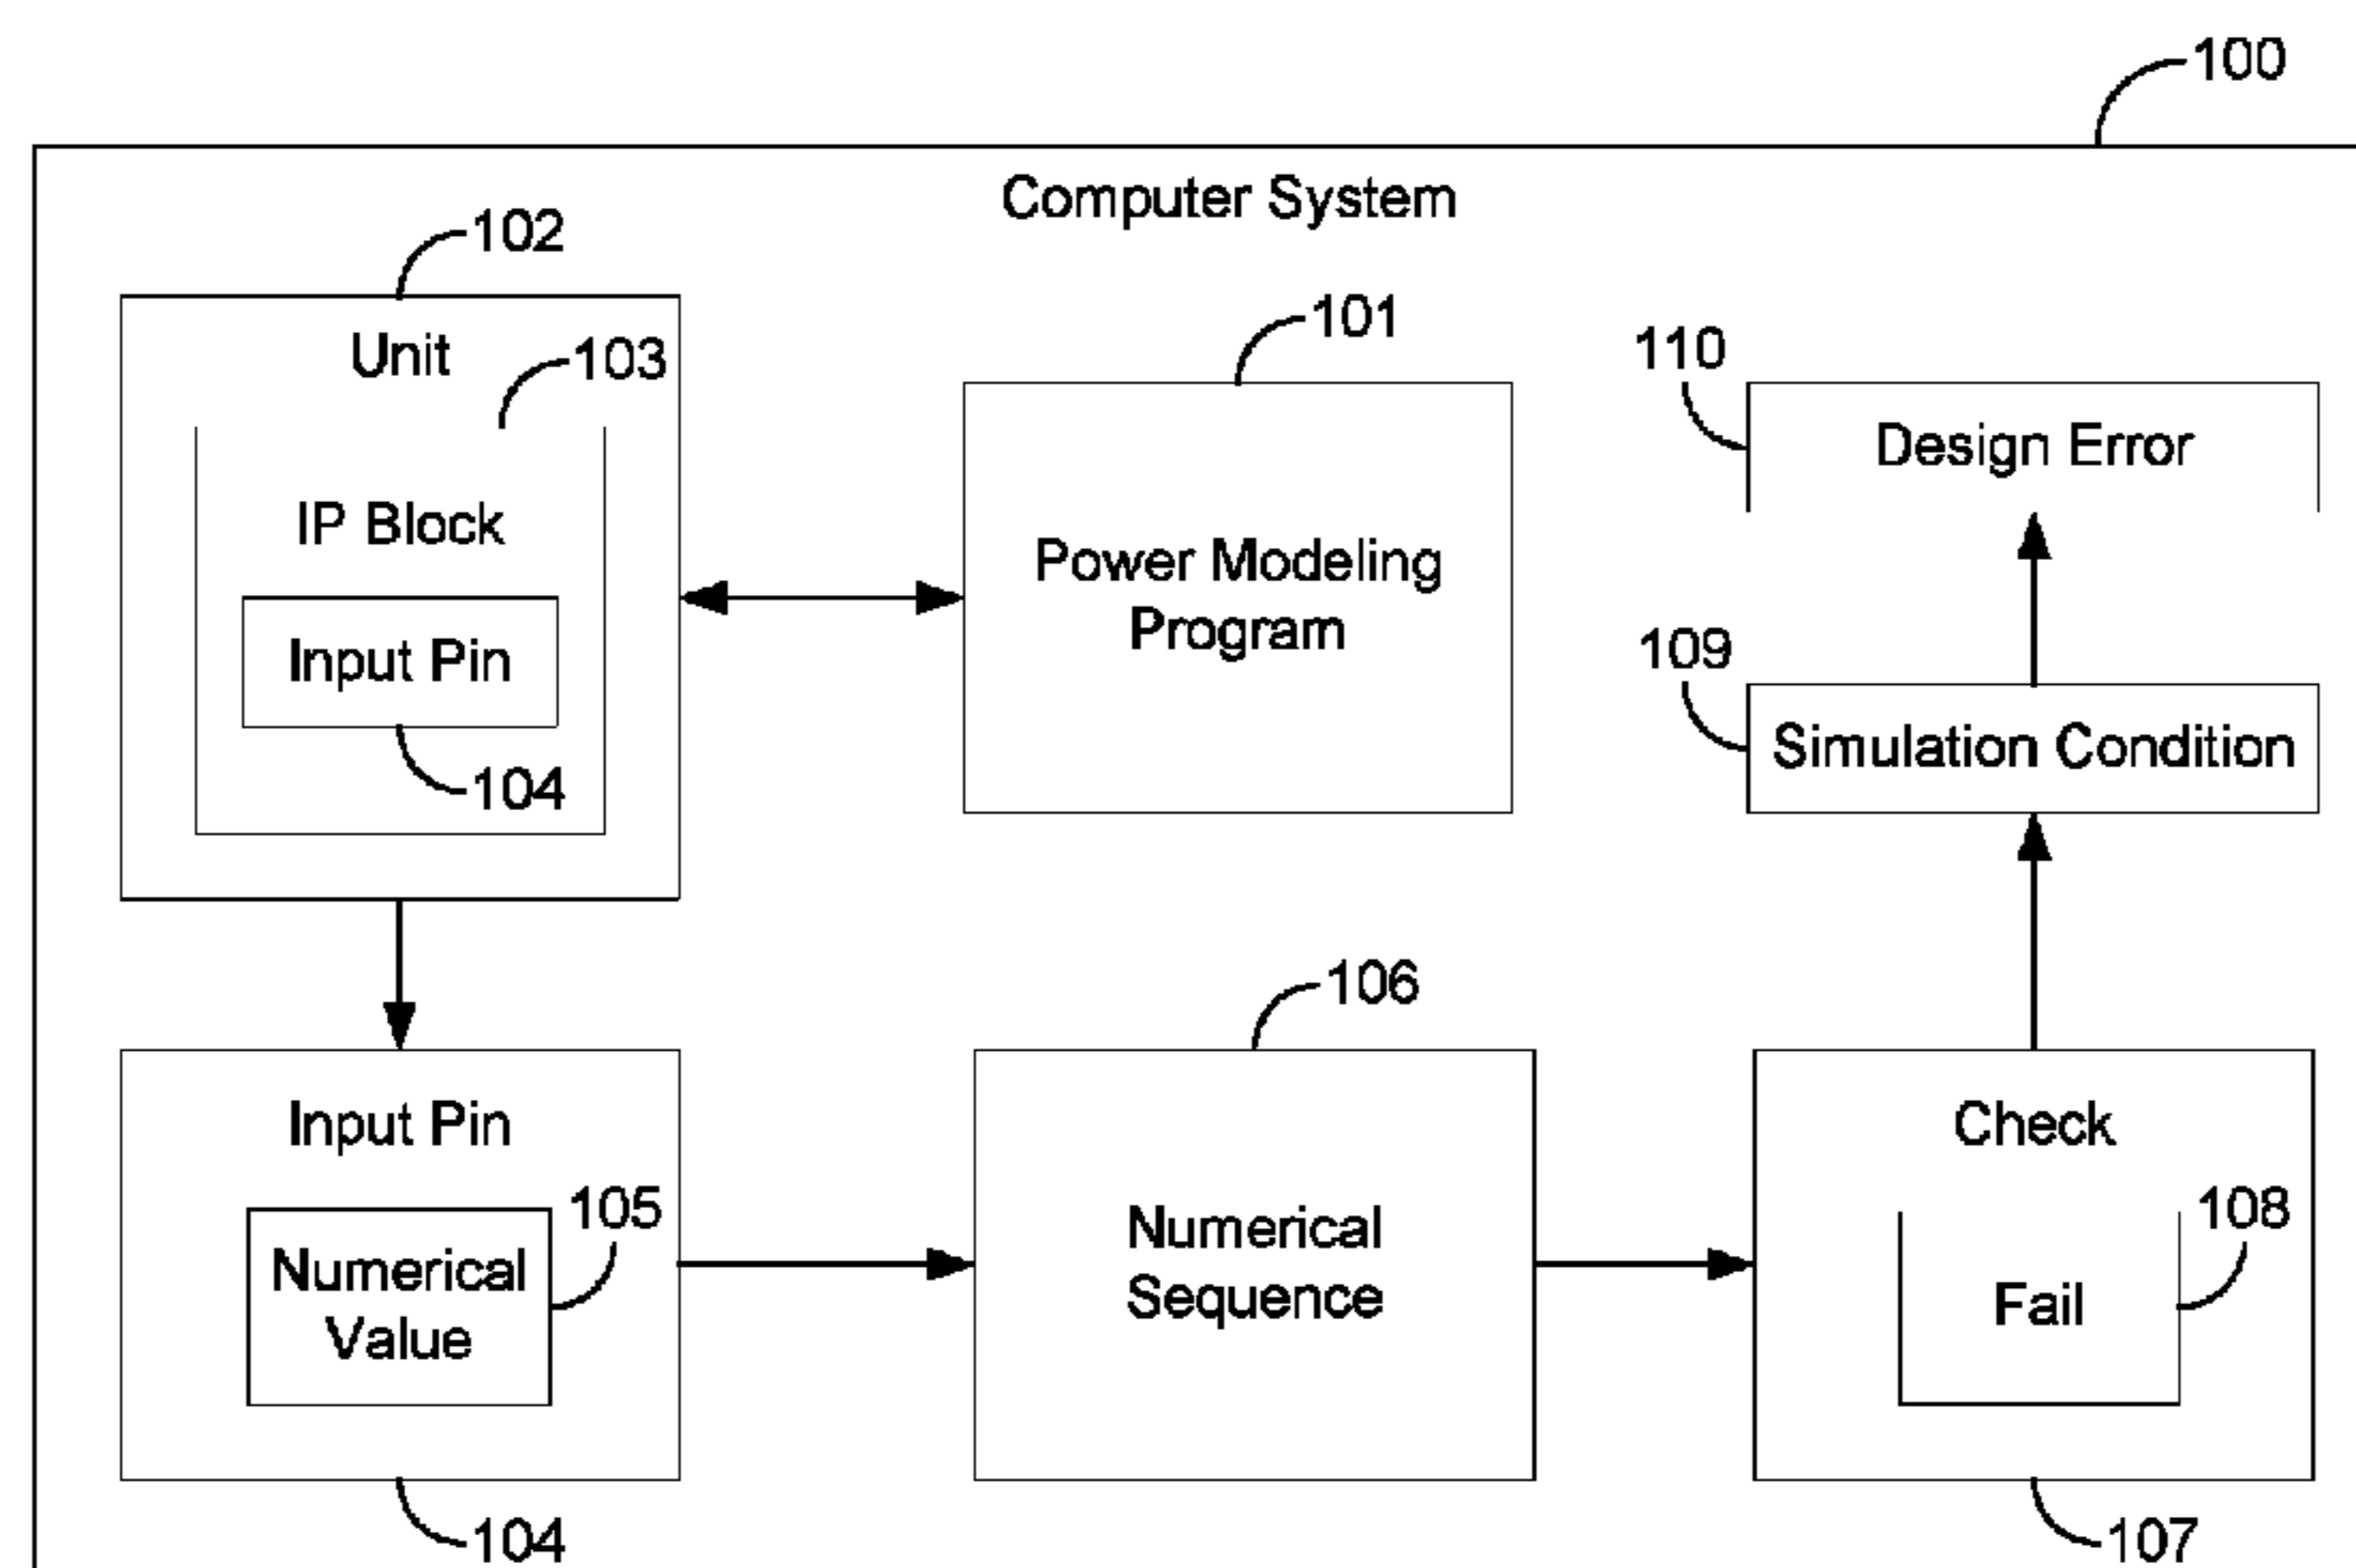 100
Computer System
102
Unit
103
IP Block
Input Pin
104
101
Power Modeling
Program
110
Design Error
109
Simulation Condition
Input Pin
105
Numerical
Value
104
106
Numerical
Sequence
Check
108
Fail
107